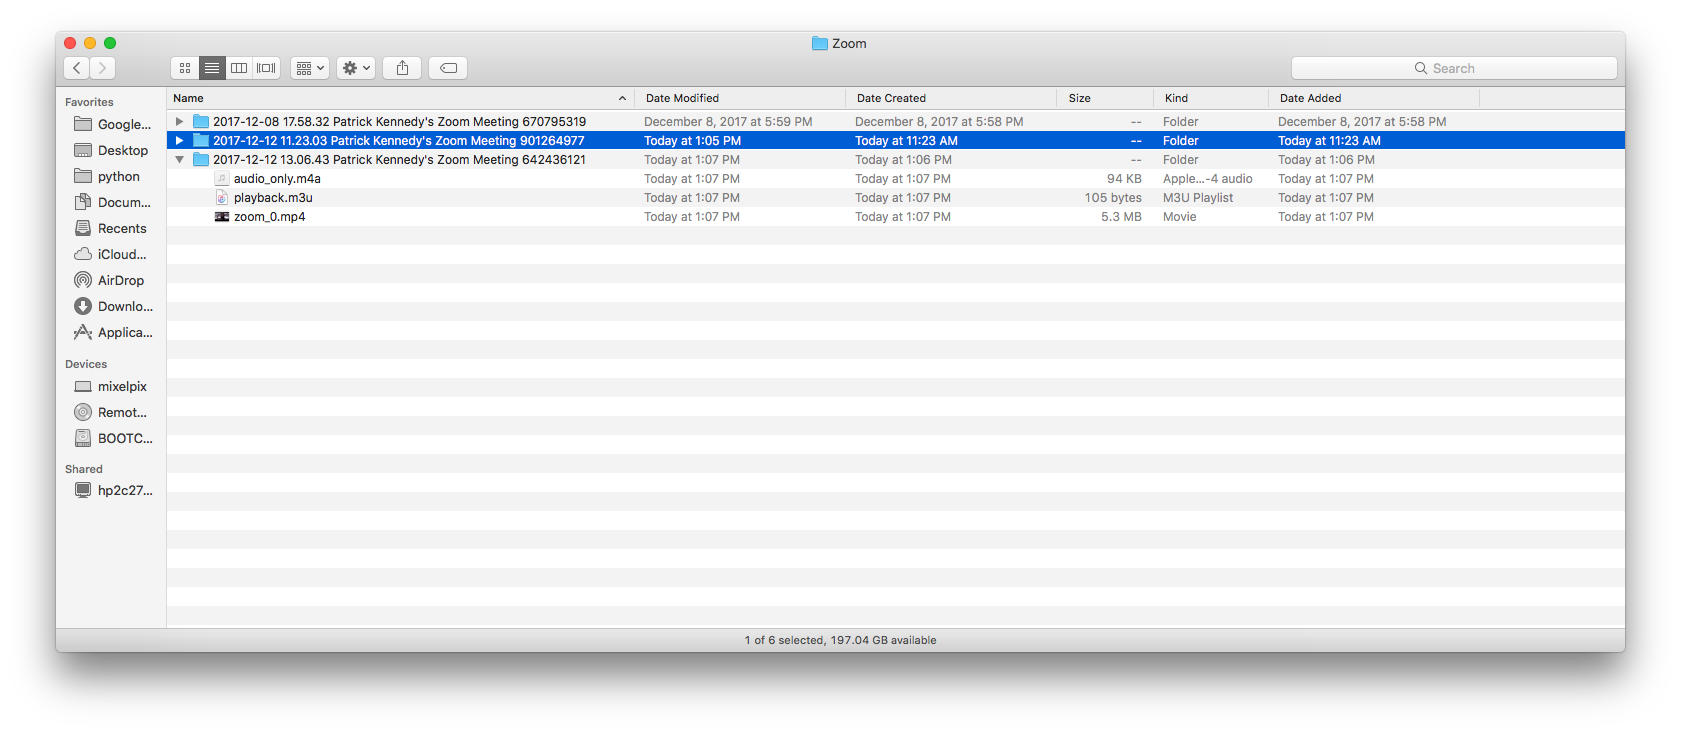 Zoom
Search
Favorites
Google...
Desktop
python
Docum...
Recents
iCloud...
AirDrop
Downlo...
Applica...
Devices
mixelpix
Remot...
BOOTC...
Shared
hp2c27...
Name Date Modified Date Created Size Kind Date Added
2017-12-08 17.58.32 Patrick Kennedy's Zoom Meeting 670795319 December 8, 2017 at 5:59 PM December 8, 2017 at 5:58 PM -- Folder December 8, 2017 at 5:58 PM
2017-12-12 11.23.03 Patrick Kennedy's Zoom Meeting 901264977 Today at 1:05 PM Today at 11:23 AM -- Folder Today at 11:23 AM
2017-12-12 13.06.43 Patrick Kennedy's Zoom Meeting 642436121 Today at 1:07 PM Today at 1:06 PM -- Folder Today at 1:06 PM
audio_only.m4a Today at 1:07 PM Today at 1:07 PM 94 KB Apple...-4 audio Today at 1:07 PM
playback.m3u Today at 1:07 PM Today at 1:07 PM 105 bytes M3U Playlist Today at 1:07 PM
zoom_0.mp4 Today at 1:07 PM Today at 1:07 PM 5.3 MB Movie Today at 1:07 PM
1 of 6 selected, 197.04 GB available